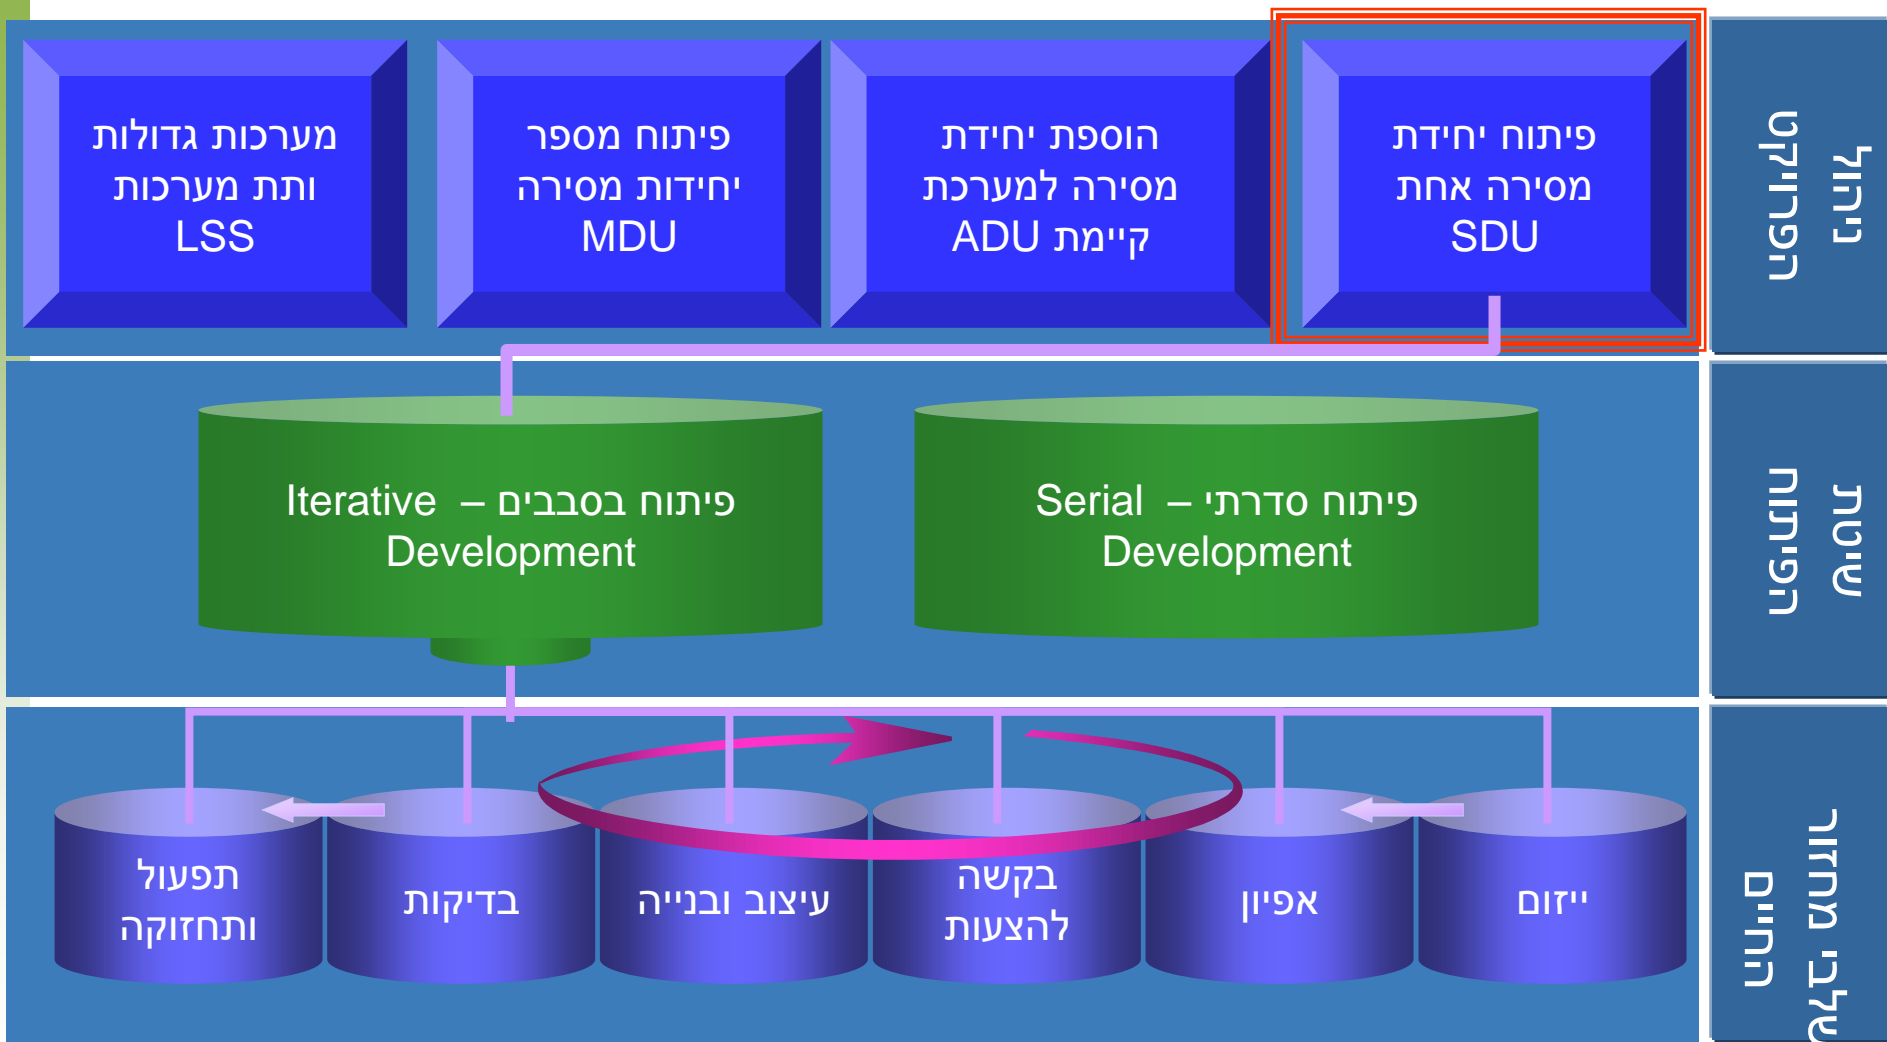 ניהול
הפרויקט
פיתוח יחידת
מסירה אחת
SDU
הוספת יחידת
מסירה למערכת
קיימת ADU
פיתוח מספר
יחידות מסירה
MDU
מערכות גדולות
ותת מערכות
LSS
שיטת
הפיתוח
פיתוח סדרתי – Serial
Development
פיתוח בסבבים – Iterative
Development
שלבי מחזור
החיים
ייזום
אפיון
בקשה
להצעות
עיצוב ובנייה
בדיקות
תפעול
ותחזוקה